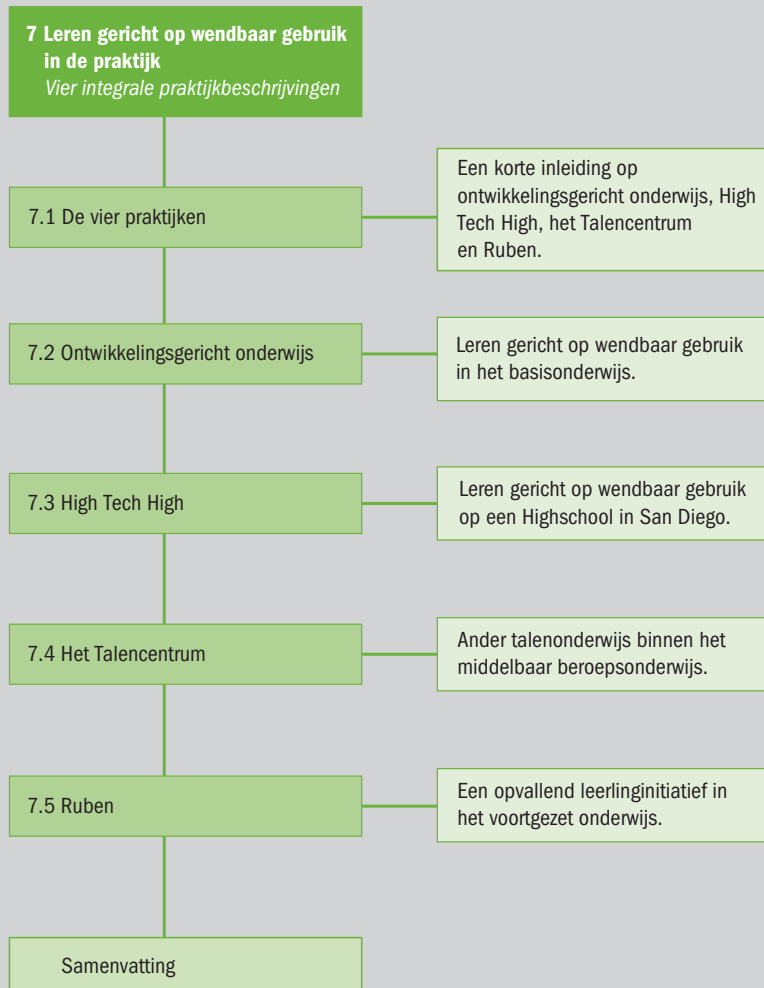 7 Leren gericht op wendbaar gebruik
in de praktijk
Vier integrale praktijkbeschrijvingen
7.1 De vier praktijken
Een korte inleiding op
ontwikkelingsgericht onderwijs, High
Tech High, het Talencentrum
en Ruben.
7.2 Ontwikkelingsgericht onderwijs
Leren gericht op wendbaar gebruik
in het basisonderwijs.
7.3 High Tech High
Leren gericht op wendbaar gebruik
op een Highschool in San Diego.
7.4 Het Talencentrum
Ander talenonderwijs binnen het
middelbaar beroepsonderwijs.
7.5 Ruben
Een opvallend leerlinginitiatief in
het voortgezet onderwijs.
Samenvatting